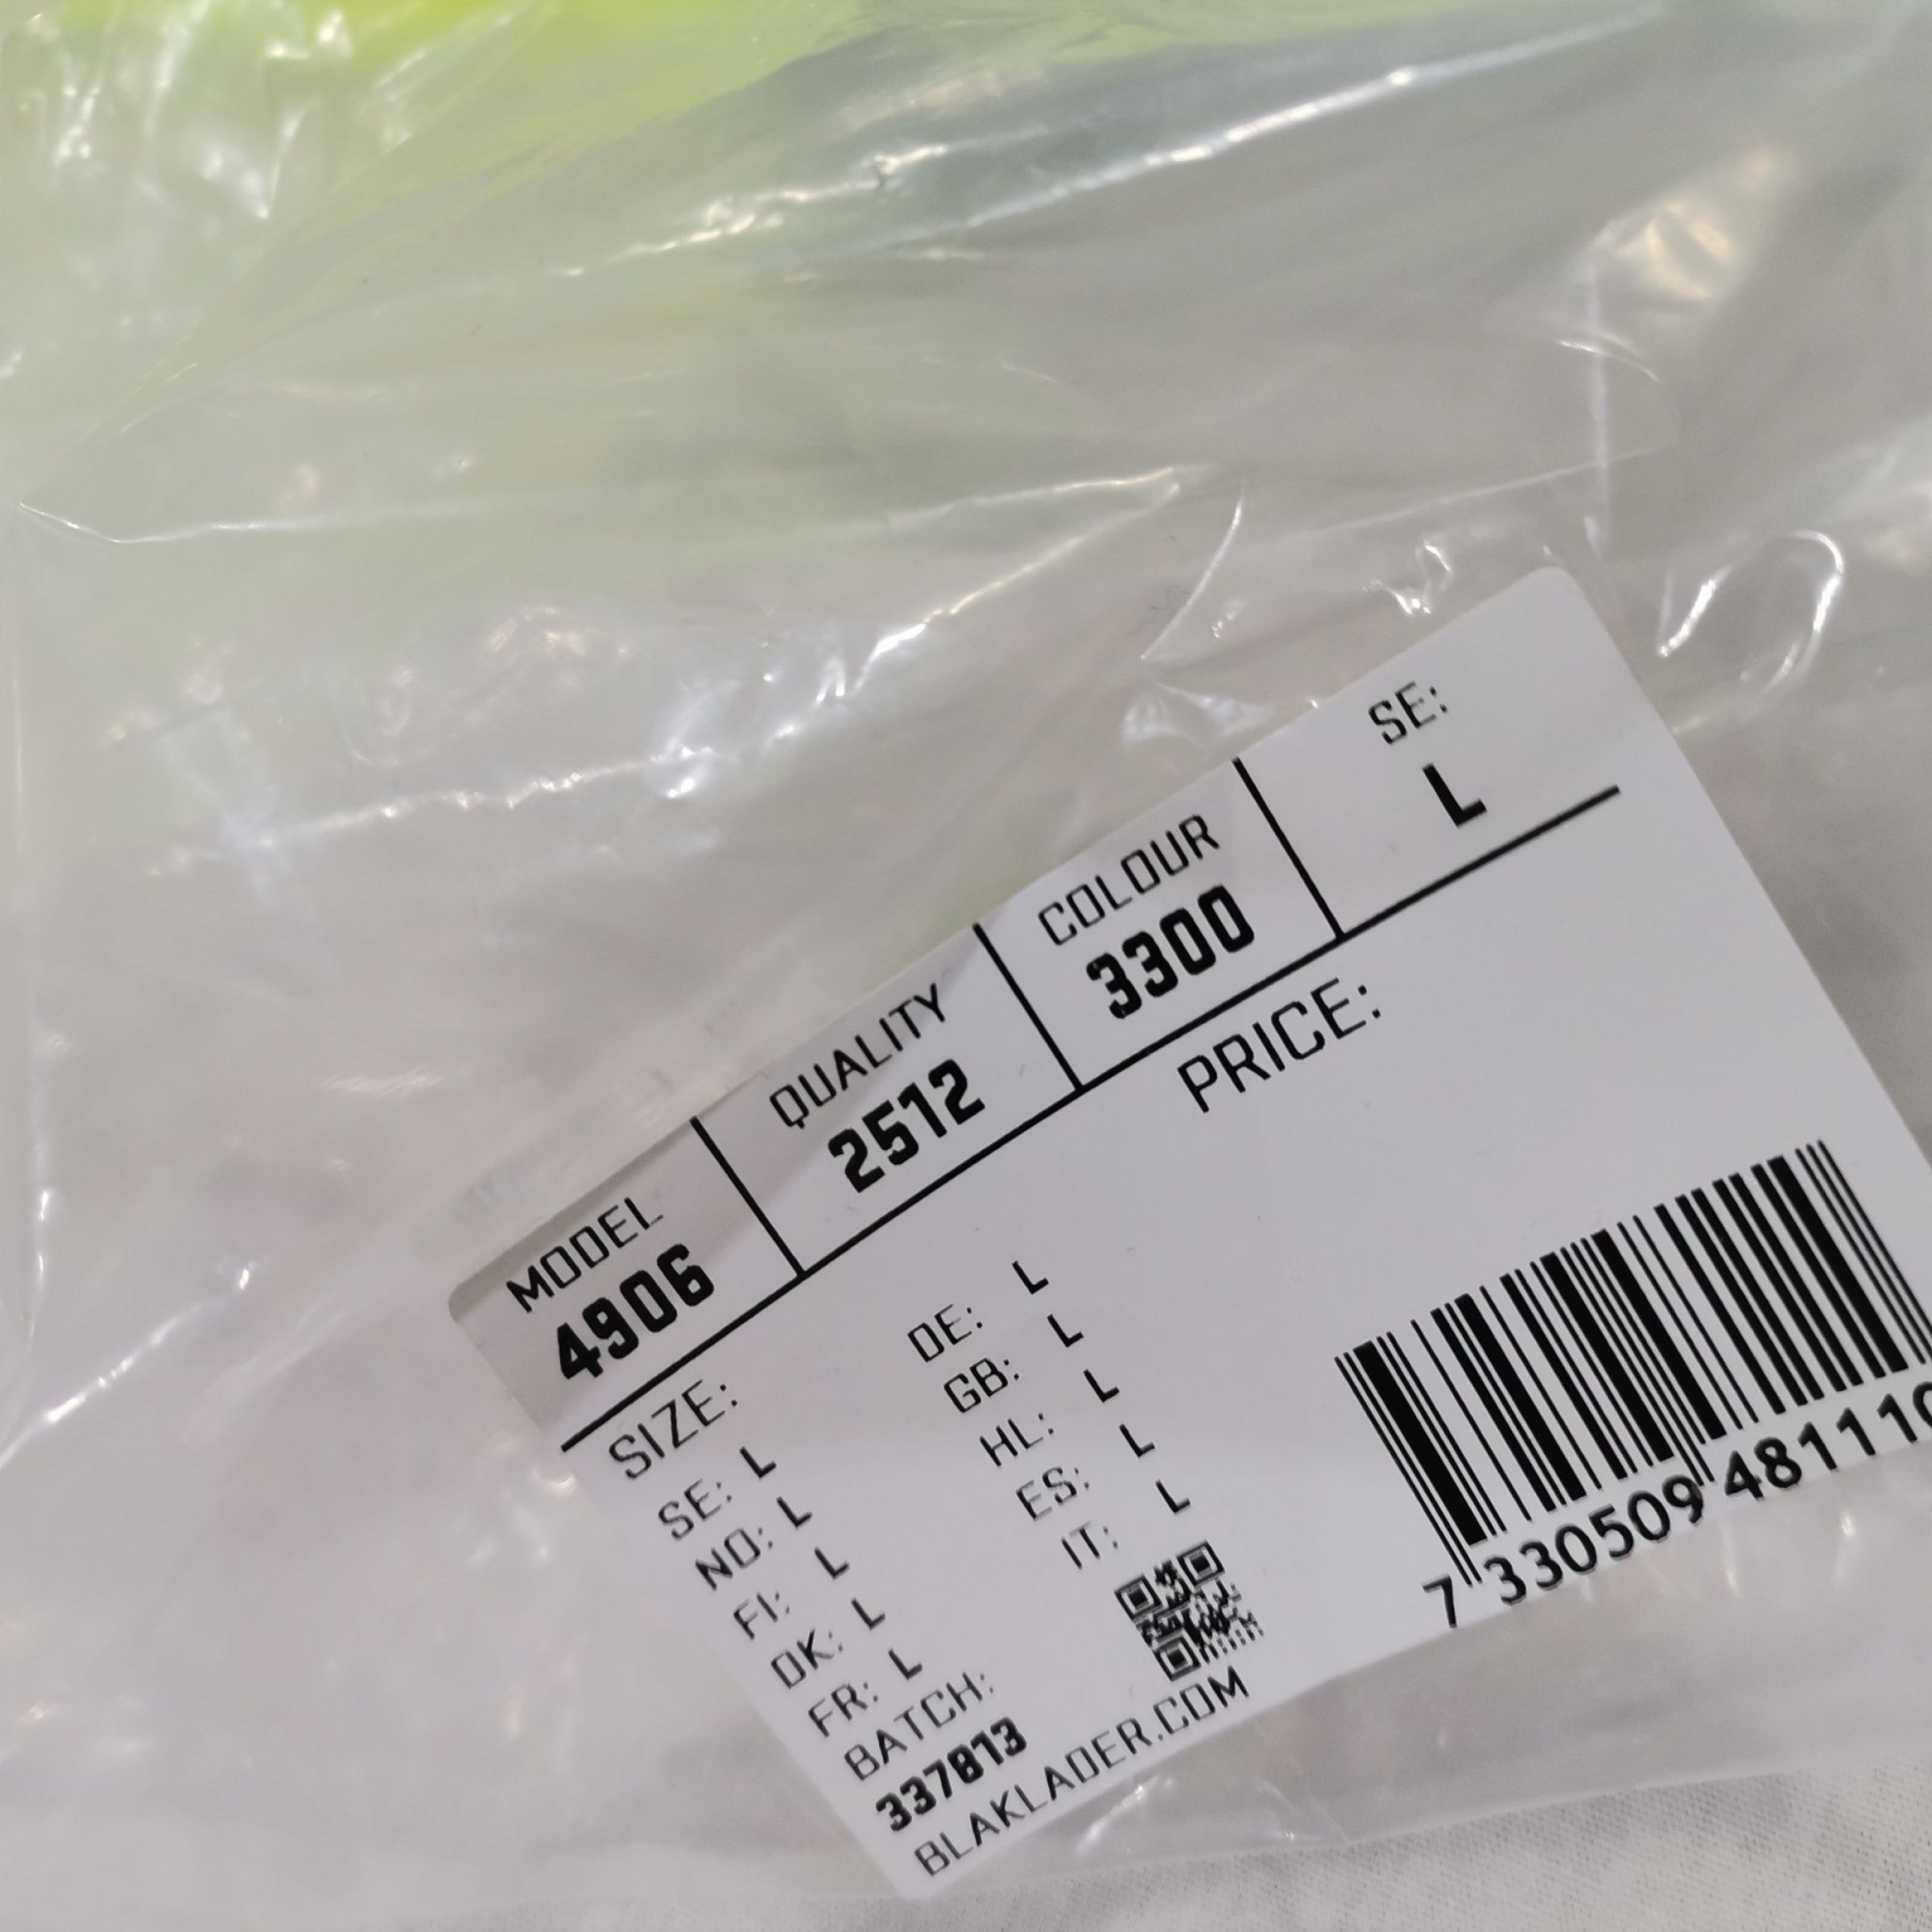 MODEL QUALITY COLOUR SE:
4906 2512 3300 L
SIZE: PRICE:
SE: L DE: L
NO: L GB: L
FI: L HL: L
DK: L ES: L
FR: L IT: L
BATCH:
337813
BLAKLADER.COM
7 330509 48111